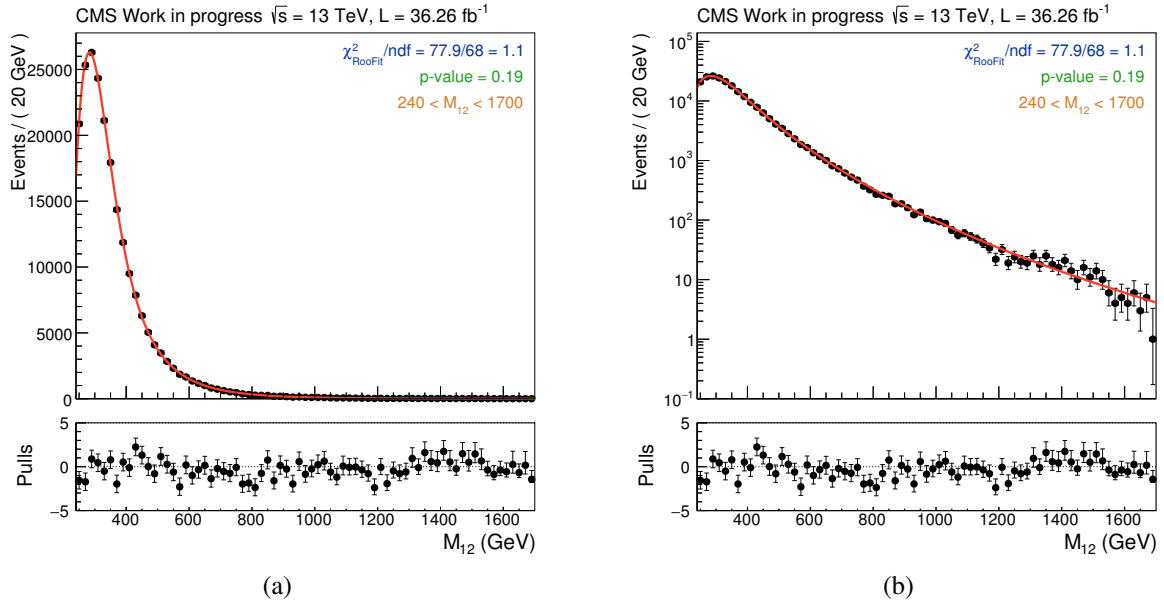 CMS Work in progress √s = 13 TeV, L = 36.26 fb⁻¹
Events / ( 20 GeV )
25000
20000
15000
10000
5000
0
χ²RooFit/ndf = 77.9/68 = 1.1
p-value = 0.19
240 < M₁₂ < 1700
Pulls
5
0
−5
400 600 800 1000 1200 1400 1600
M₁₂ (GeV)
(a)
CMS Work in progress √s = 13 TeV, L = 36.26 fb⁻¹
Events / ( 20 GeV )
10⁵
10⁴
10³
10²
10
1
10⁻¹
χ²RooFit/ndf = 77.9/68 = 1.1
p-value = 0.19
240 < M₁₂ < 1700
Pulls
5
0
−5
400 600 800 1000 1200 1400 1600
M₁₂ (GeV)
(b)